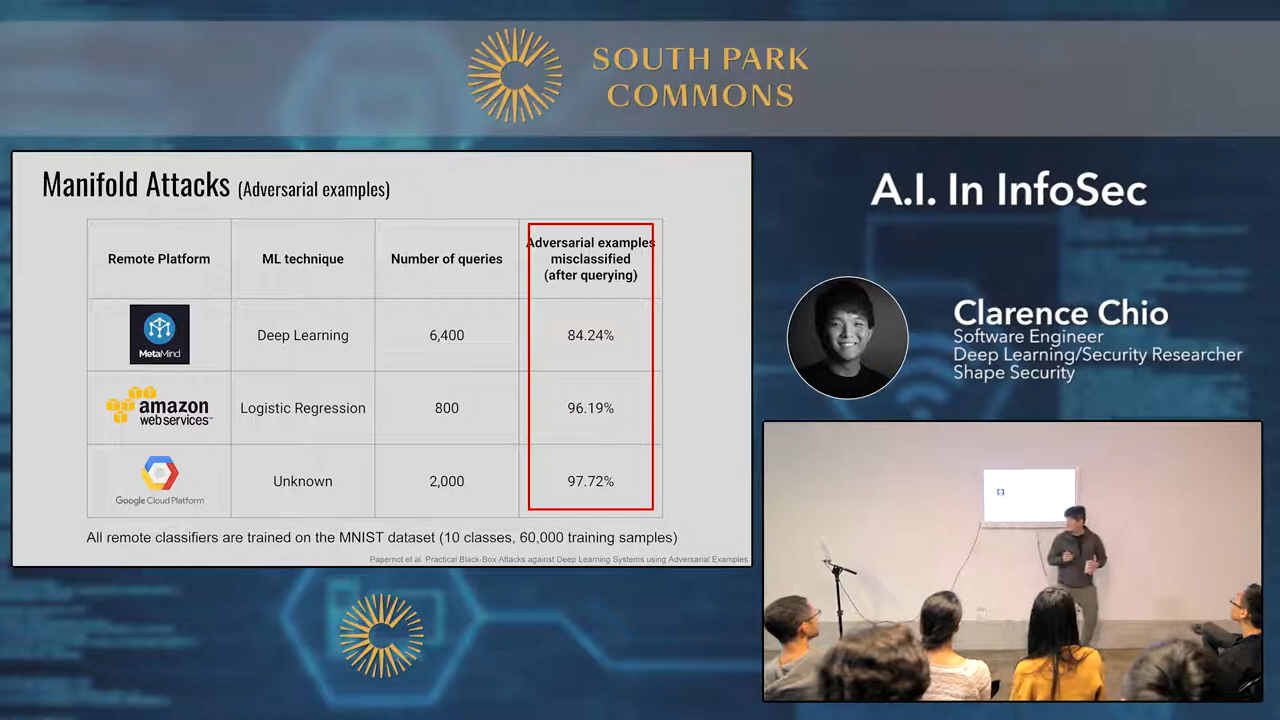 SOUTH PARK
COMMONS
Manifold Attacks (Adversarial examples)
Remote Platform
ML technique
Number of queries
Adversarial examples
misclassified
(after querying)
MetaMind
Deep Learning
6,400
84.24%
amazon
webservices™
Logistic Regression
800
96.19%
Google Cloud Platform
Unknown
2,000
97.72%
All remote classifiers are trained on the MNIST dataset (10 classes, 60,000 training samples)
Papernot et al. Practical Black-Box Attacks against Deep Learning Systems using Adversarial Examples
A.I. In InfoSec
Clarence Chio
Software Engineer
Deep Learning/Security Researcher
Shape Security